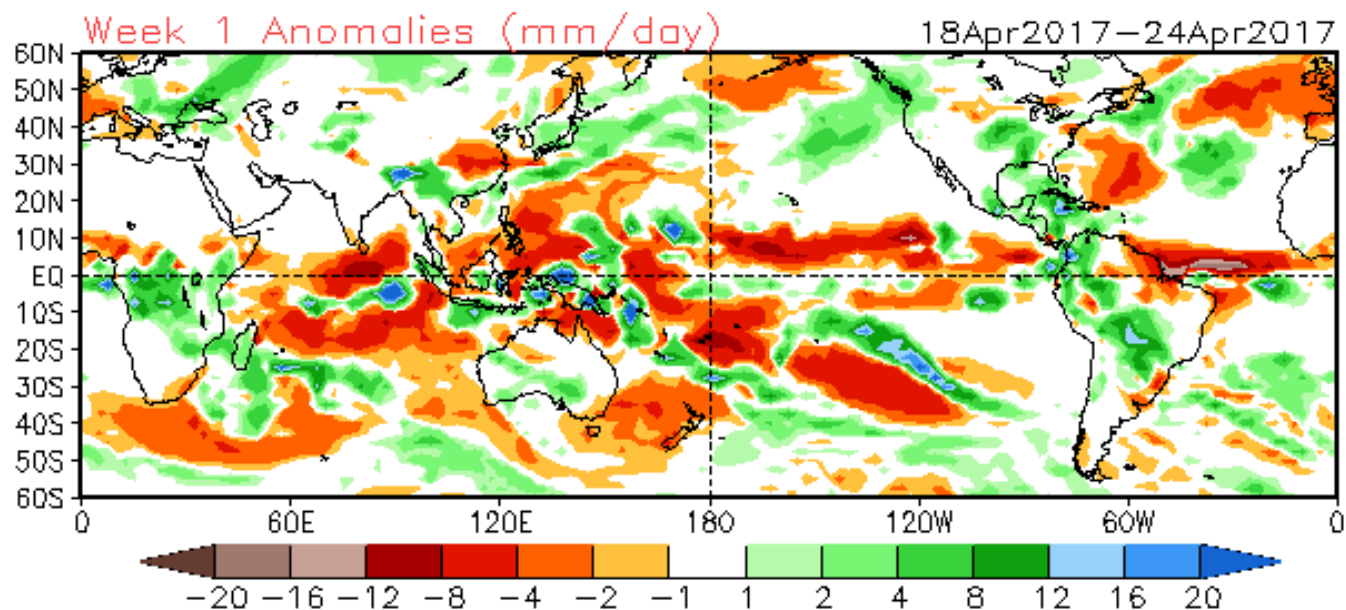 Week 1 Anomalies (mm/day) 18Apr2017-24Apr2017
60N
50N
40N
30N
20N
10N
EQ
10S
20S
30S
40S
50S
60S
0 60E 120E 180 120W 60W 0
-20 -16 -12 -8 -4 -2 -1 1 2 4 8 12 16 20